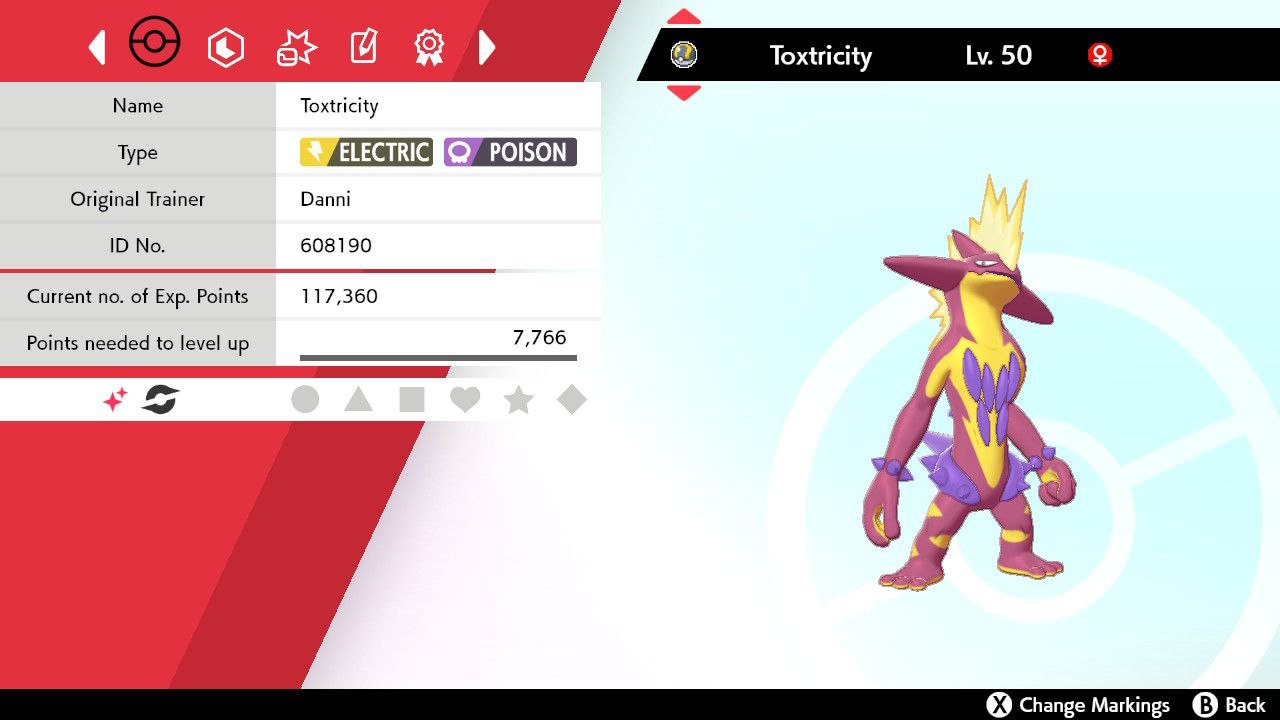 Toxtricity Lv. 50
Name Toxtricity
Type ELECTRIC POISON
Original Trainer Danni
ID No. 608190
Current no. of Exp. Points 117,360
Points needed to level up 7,766
X Change Markings B Back